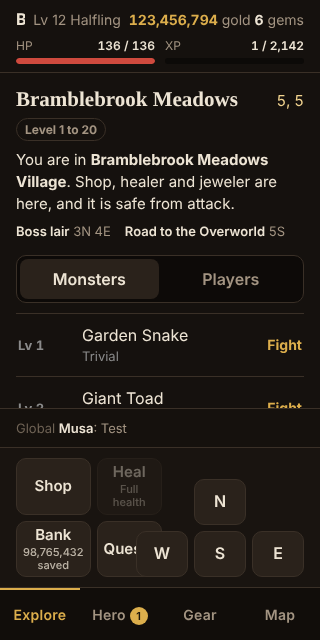 B Lv 12 Halfling 123,456,794 gold 6 gems
HP 136 / 136 XP 1 / 2,142
Bramblebrook Meadows 5, 5
Level 1 to 20
You are in Bramblebrook Meadows
Village. Shop, healer and jeweler are
here, and it is safe from attack.
Boss lair 3N 4E Road to the Overworld 5S
Monsters Players
Lv 1 Garden Snake Fight
Trivial
Lv 2 Giant Toad Fight
Global Musa: Test
Shop Heal
Full
health
N
Bank
98,765,432
saved
Ques W S E
Explore Hero 1 Gear Map